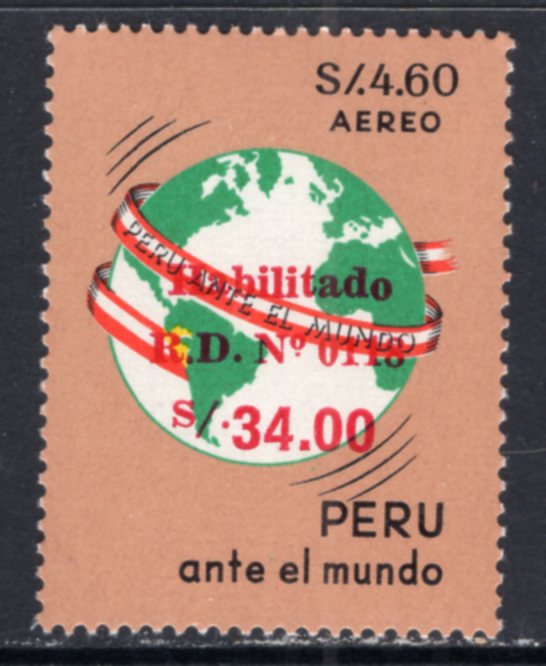 S/.4.60
AEREO
PERU ANTE EL MUNDO
Habilitado
R.D. Nº 0118
S/.34.00
PERU
ante el mundo